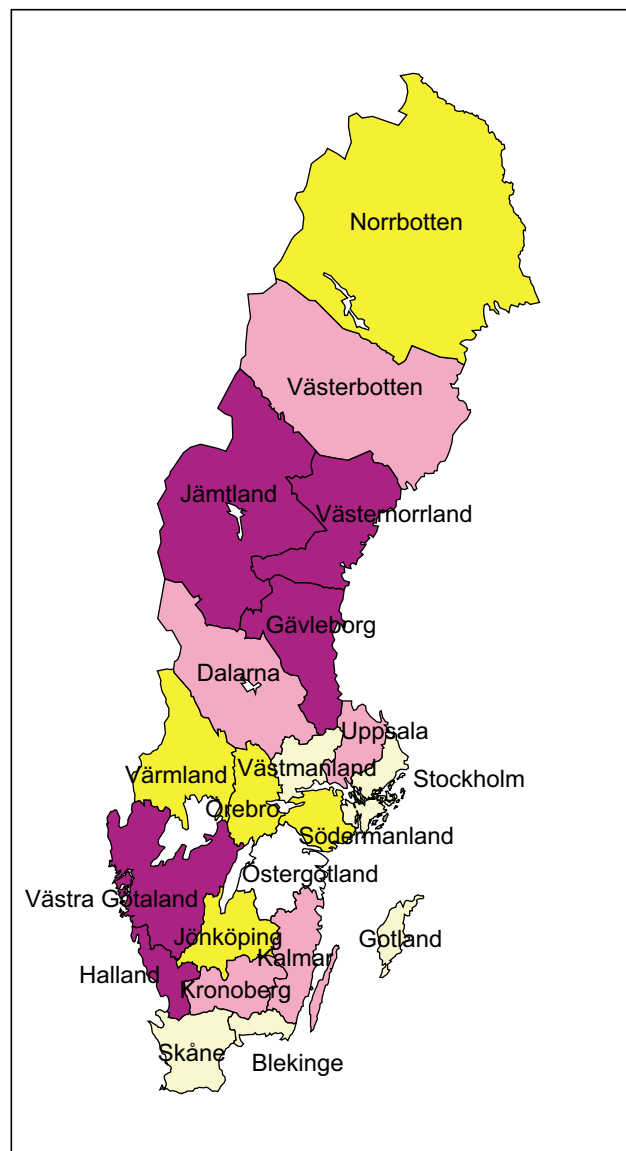 Norrbotten
Västerbotten
Jämtland
Västernorrland
Gävleborg
Dalarna
Uppsala
Värmland
Västmanland
Stockholm
Örebro
Södermanland
Östergötland
Västra Götaland
Jönköping
Gotland
Kalmar
Halland
Kronoberg
Skåne
Blekinge